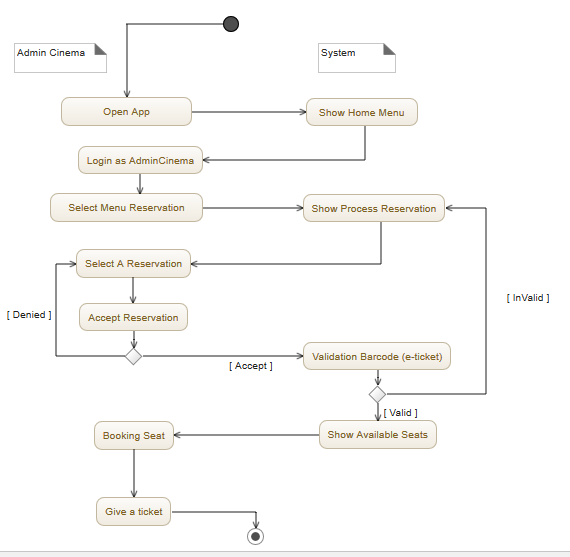 Admin Cinema
System
Open App
Show Home Menu
Login as AdminCinema
Select Menu Reservation
Show Process Reservation
Select A Reservation
[ InValid ]
[ Denied ]
Accept Reservation
Validation Barcode (e-ticket)
[ Accept ]
[ Valid ]
Booking Seat
Show Available Seats
Give a ticket